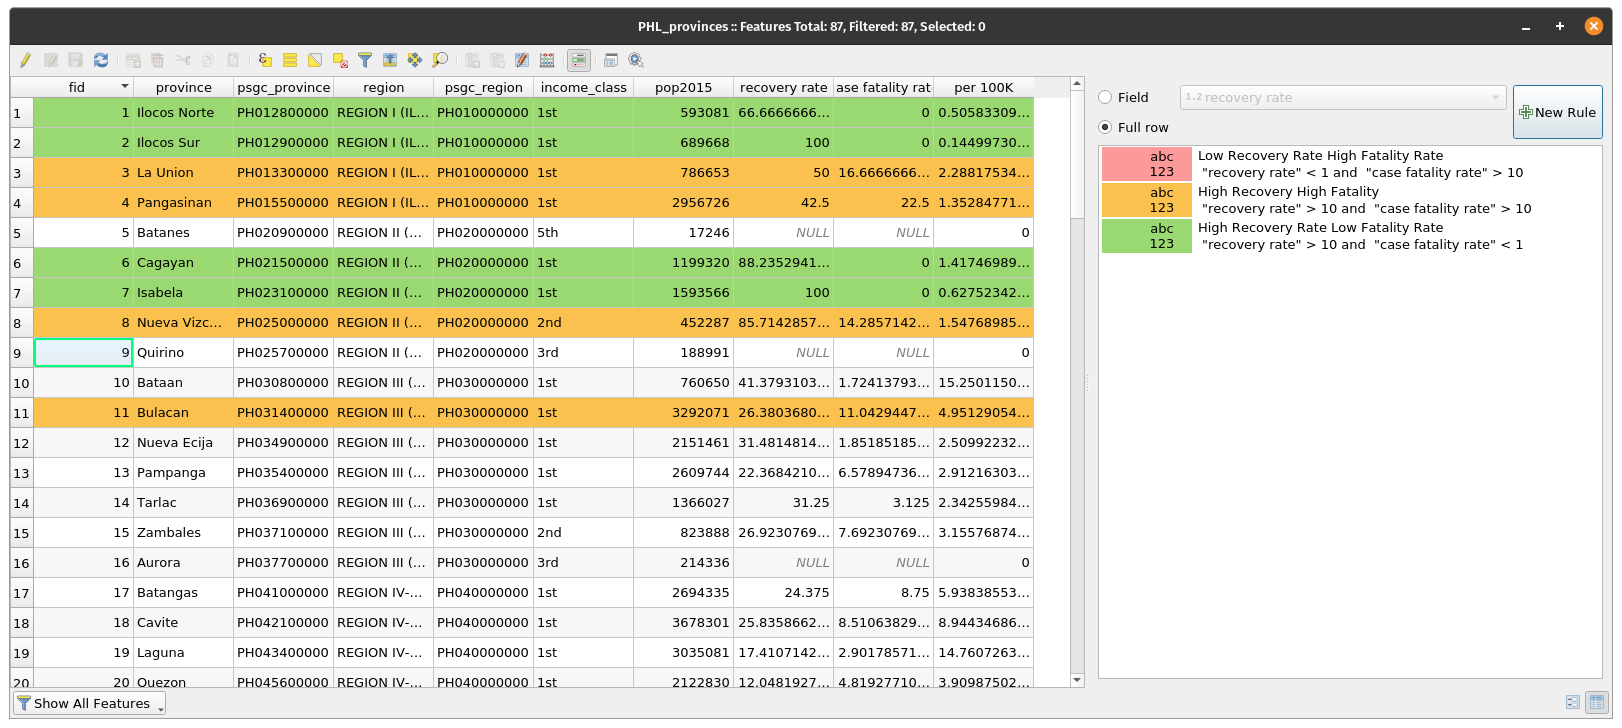 PHL_provinces :: Features Total: 87, Filtered: 87, Selected: 0
fid province psgc_province region psgc_region income_class pop2015 recovery rate ase fatality rat per 100K
1 1 Ilocos Norte PH012800000 REGION I (IL... PH010000000 1st 593081 66.6666666... 0 0.50583309...
2 2 Ilocos Sur PH012900000 REGION I (IL... PH010000000 1st 689668 100 0 0.14499730...
3 3 La Union PH013300000 REGION I (IL... PH010000000 1st 786653 50 16.6666666... 2.28817534...
4 4 Pangasinan PH015500000 REGION I (IL... PH010000000 1st 2956726 42.5 22.5 1.35284771...
5 5 Batanes PH020900000 REGION II (... PH020000000 5th 17246 NULL NULL 0
6 6 Cagayan PH021500000 REGION II (... PH020000000 1st 1199320 88.2352941... 0 1.41746989...
7 7 Isabela PH023100000 REGION II (... PH020000000 1st 1593566 100 0 0.62752342...
8 8 Nueva Vizc... PH025000000 REGION II (... PH020000000 2nd 452287 85.7142857... 14.2857142... 1.54768985...
9 9 Quirino PH025700000 REGION II (... PH020000000 3rd 188991 NULL NULL 0
10 10 Bataan PH030800000 REGION III (... PH030000000 1st 760650 41.3793103... 1.72413793... 15.2501150...
11 11 Bulacan PH031400000 REGION III (... PH030000000 1st 3292071 26.3803680... 11.0429447... 4.95129054...
12 12 Nueva Ecija PH034900000 REGION III (... PH030000000 1st 2151461 31.4814814... 1.85185185... 2.50992232...
13 13 Pampanga PH035400000 REGION III (... PH030000000 1st 2609744 22.3684210... 6.57894736... 2.91216303...
14 14 Tarlac PH036900000 REGION III (... PH030000000 1st 1366027 31.25 3.125 2.34255984...
15 15 Zambales PH037100000 REGION III (... PH030000000 2nd 823888 26.9230769... 7.69230769... 3.15576874...
16 16 Aurora PH037700000 REGION III (... PH030000000 3rd 214336 NULL NULL 0
17 17 Batangas PH041000000 REGION IV-... PH040000000 1st 2694335 24.375 8.75 5.93838553...
18 18 Cavite PH042100000 REGION IV-... PH040000000 1st 3678301 25.8358662... 8.51063829... 8.94434686...
19 19 Laguna PH043400000 REGION IV-... PH040000000 1st 3035081 17.4107142... 2.90178571... 14.7607263...
20 20 Quezon PH045600000 REGION IV-... PH040000000 1st 2122830 12.0481927... 4.81927710... 3.90987502...
Show All Features
Field
1.2 recovery rate
Full row
New Rule
abc 123
Low Recovery Rate High Fatality Rate
"recovery rate" < 1 and "case fatality rate" > 10
abc 123
High Recovery High Fatality
"recovery rate" > 10 and "case fatality rate" > 10
abc 123
High Recovery Rate Low Fatality Rate
"recovery rate" > 10 and "case fatality rate" < 1